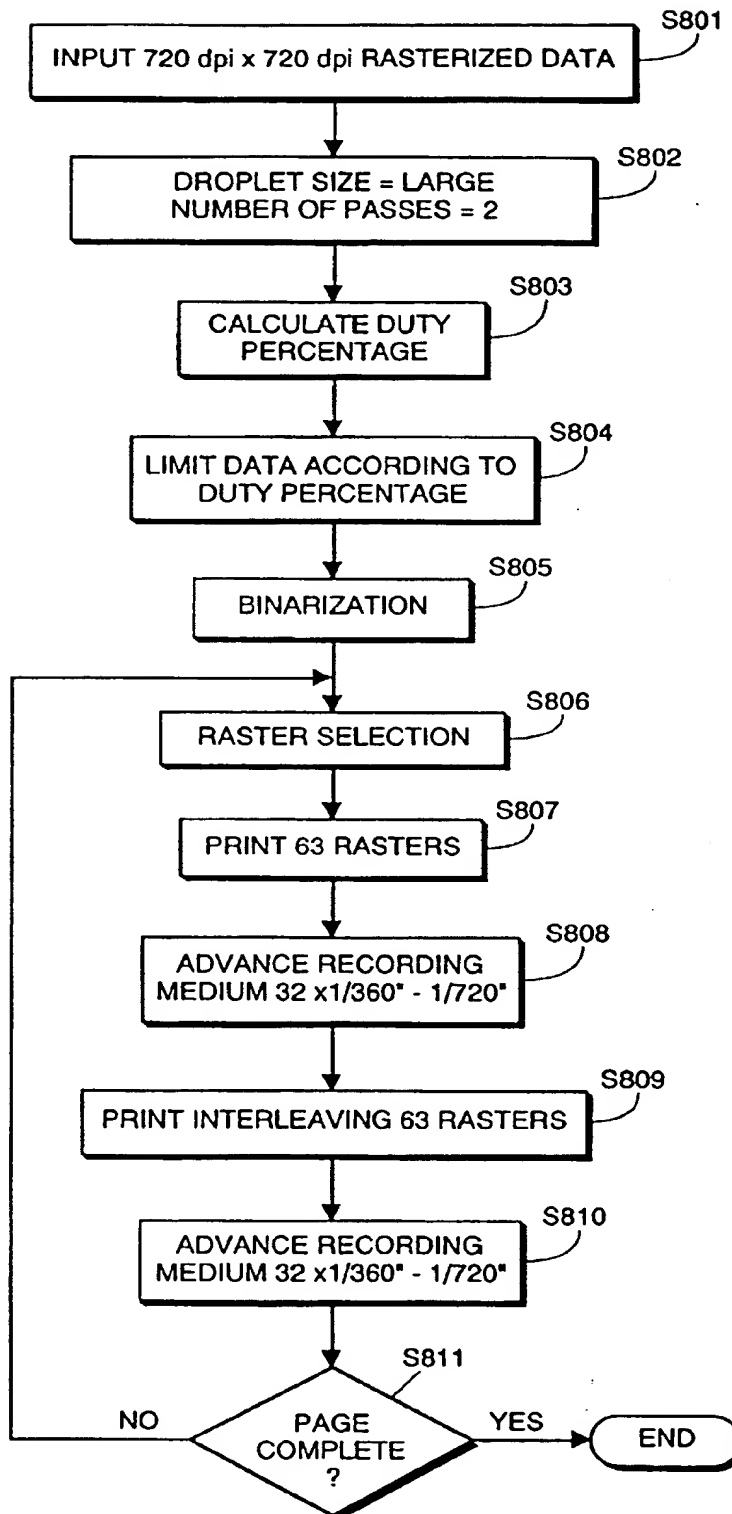 S801
INPUT 720 dpi x 720 dpi RASTERIZED DATA
S802
DROPLET SIZE = LARGE
NUMBER OF PASSES = 2
S803
CALCULATE DUTY
PERCENTAGE
S804
LIMIT DATA ACCORDING TO
DUTY PERCENTAGE
S805
BINARIZATION
S806
RASTER SELECTION
S807
PRINT 63 RASTERS
S808
ADVANCE RECORDING
MEDIUM 32 x1/360" - 1/720"
S809
PRINT INTERLEAVING 63 RASTERS
S810
ADVANCE RECORDING
MEDIUM 32 x1/360" - 1/720"
S811
PAGE
COMPLETE
?
NO
YES
END